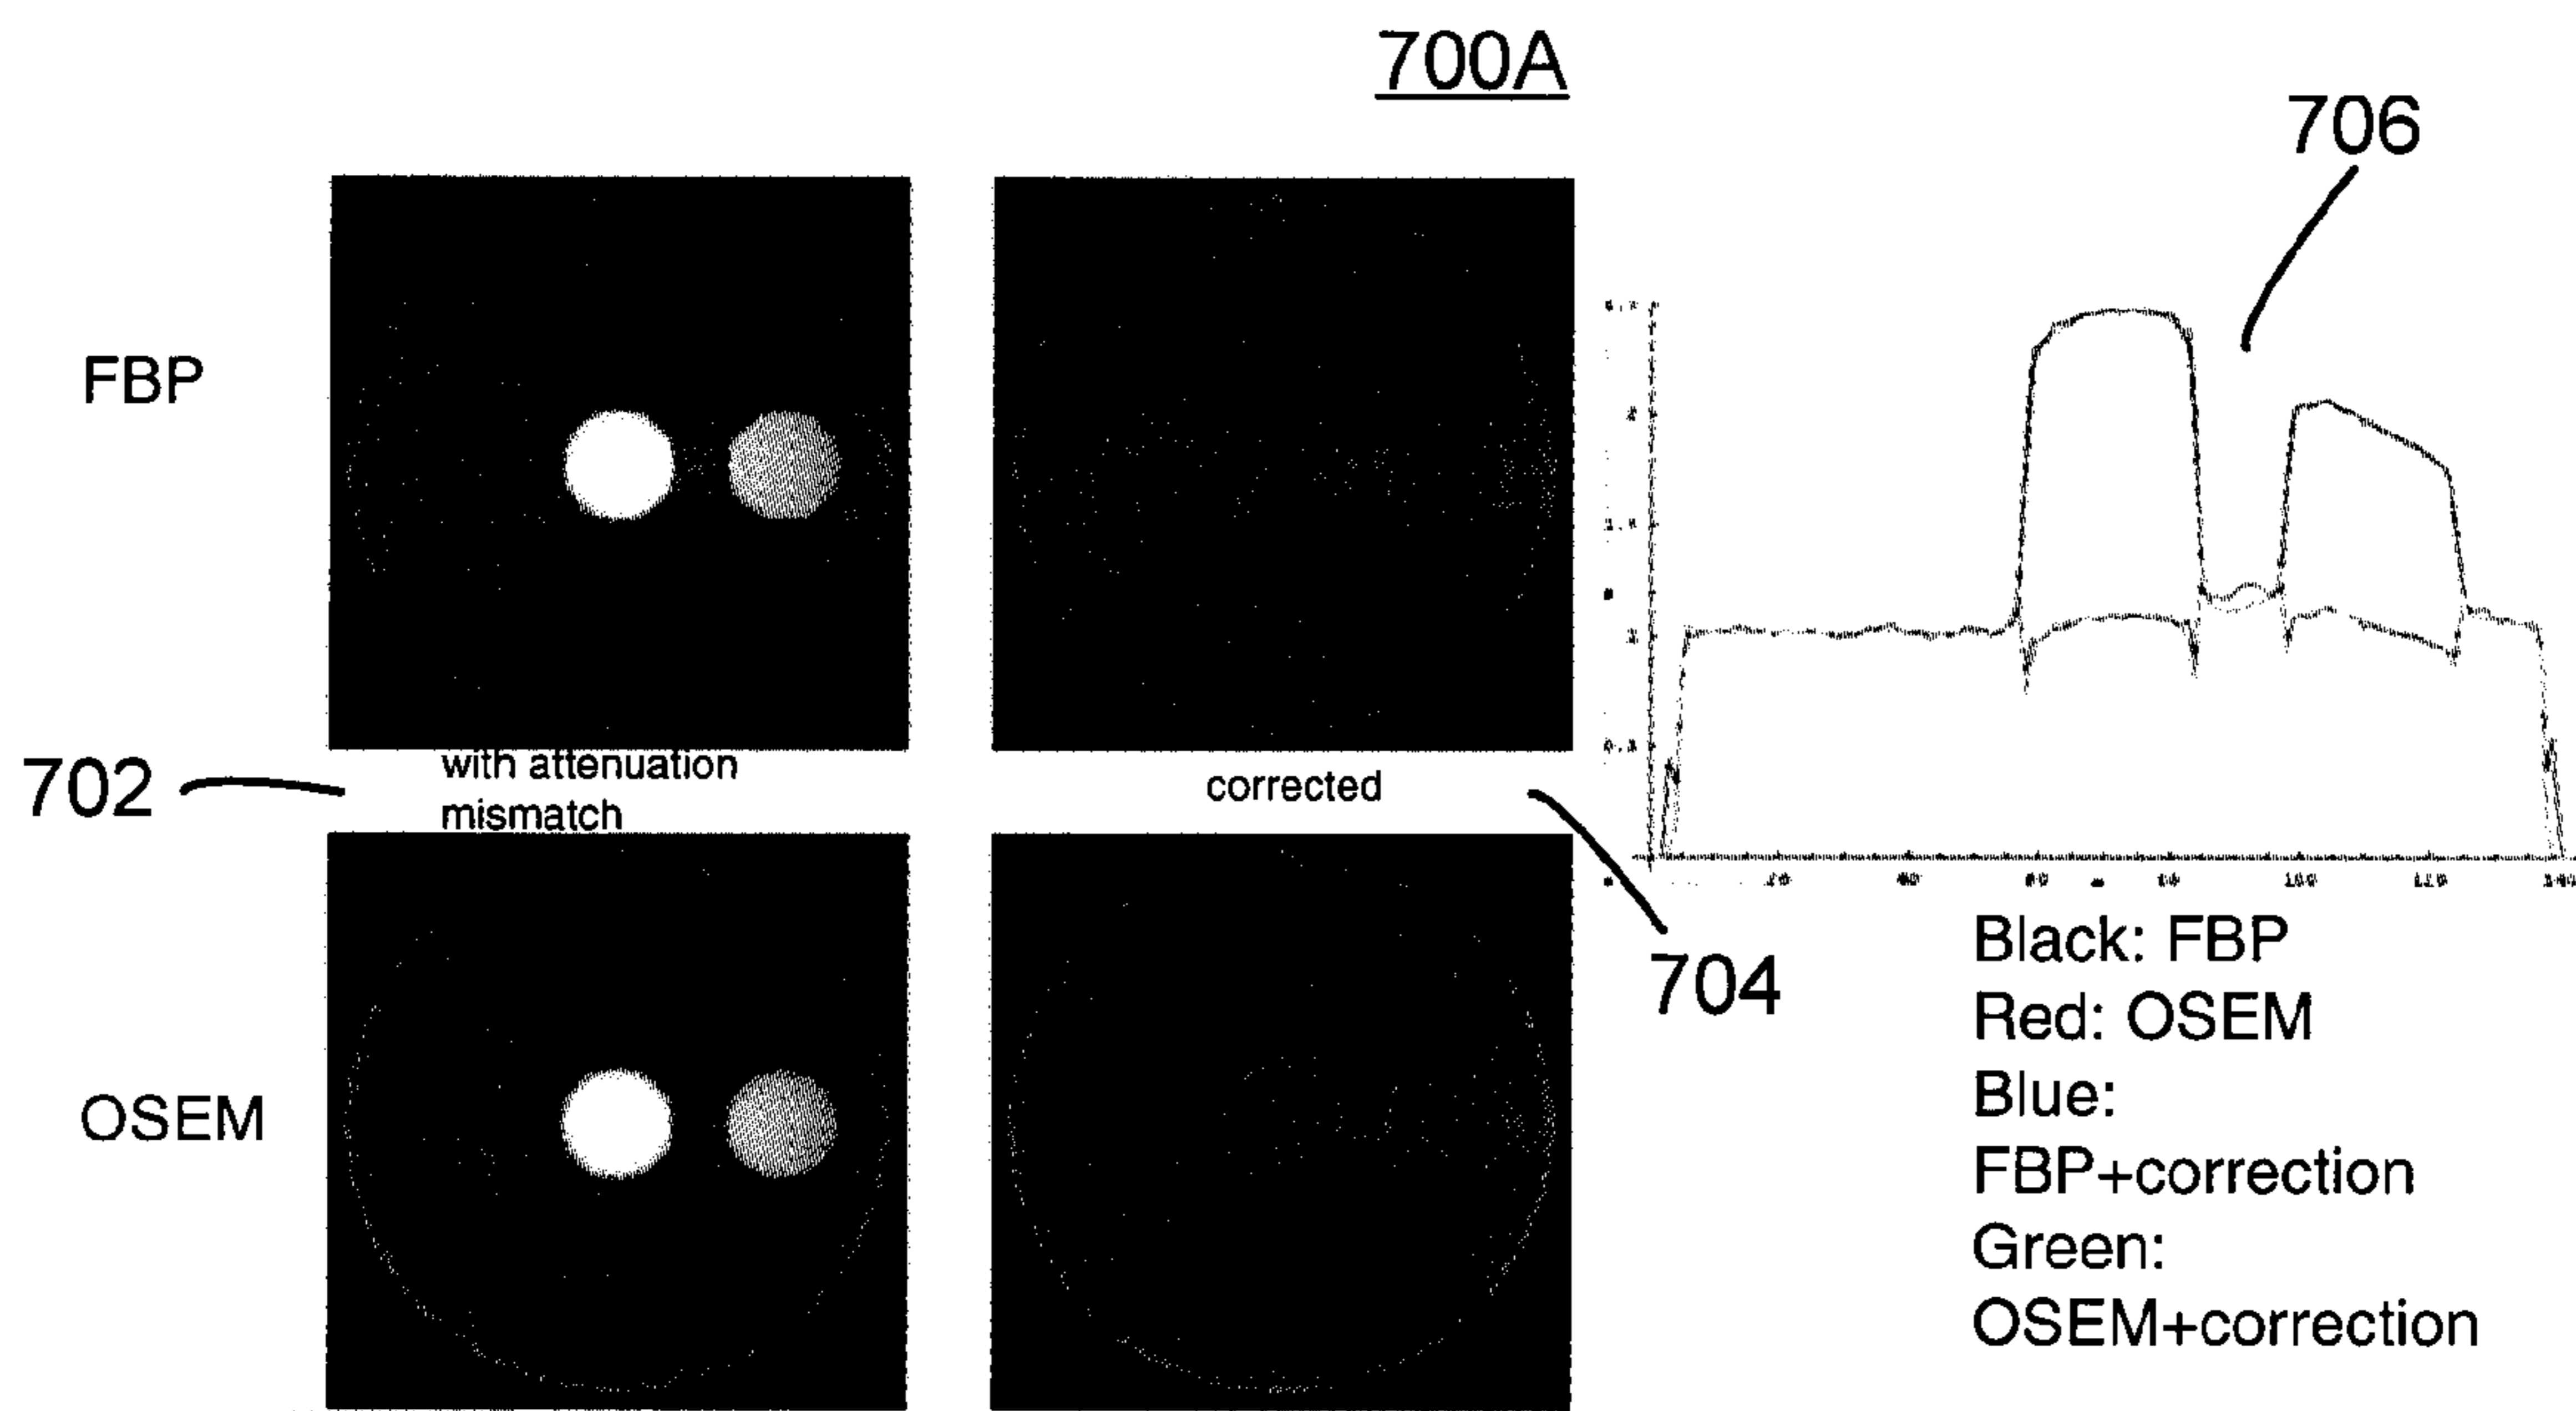 700A
706
FBP
702
with attenuation
mismatch
corrected
704
OSEM
Black: FBP
Red: OSEM
Blue:
FBP+correction
Green:
OSEM+correction